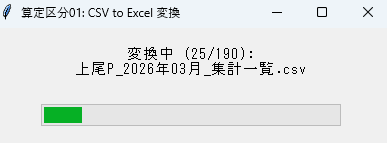 算定区分01: CSV to Excel 変換
変換中 (25/190):
上尾P_2026年03月_集計一覧.csv